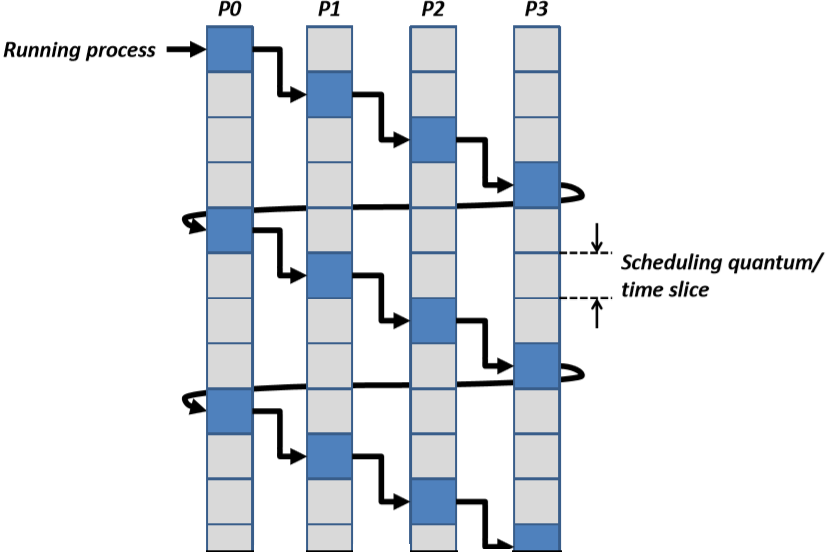 P0 P1 P2 P3
Running process
Scheduling quantum/
time slice